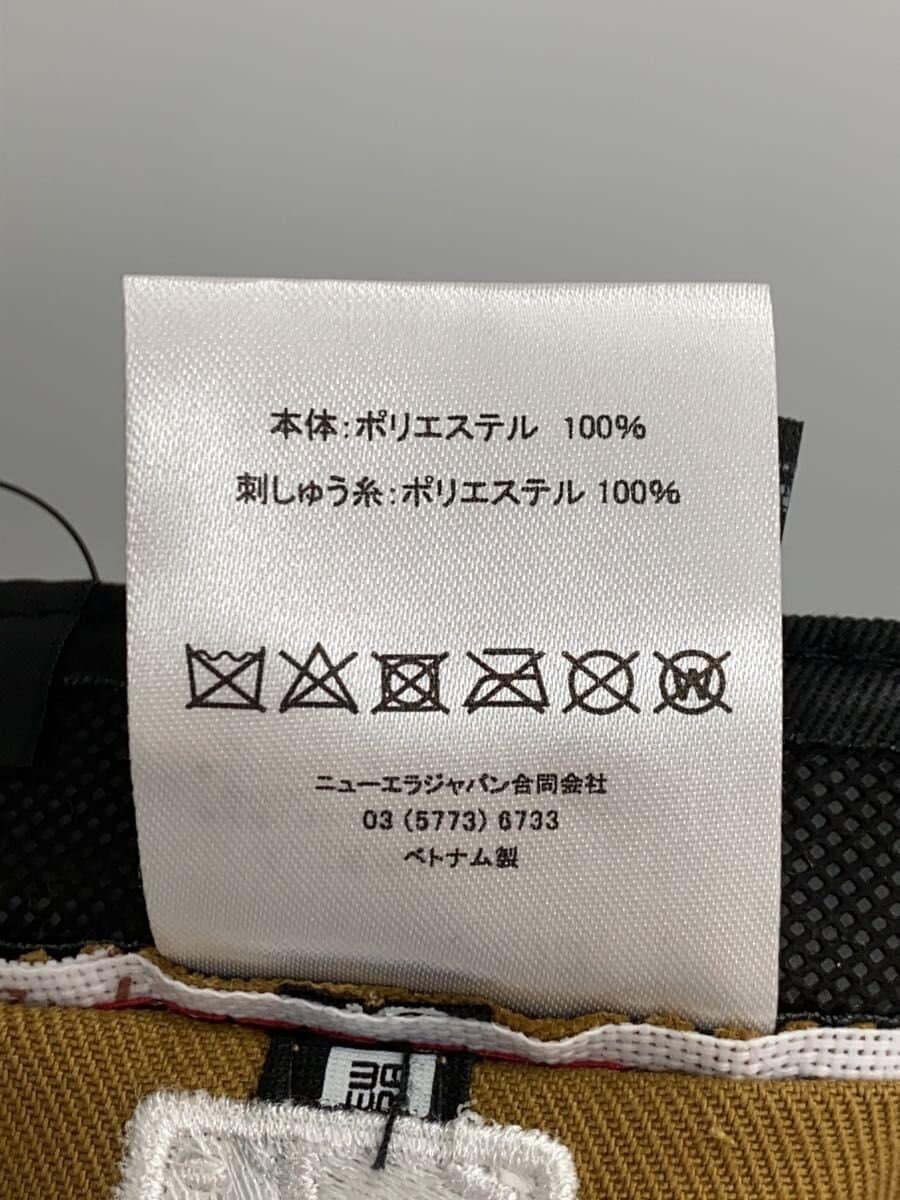 本体:ポリエステル 100%
刺しゅう糸:ポリエステル 100%
W
ニューエラジャパン合同会社
03 (5773) 6733
ベトナム製